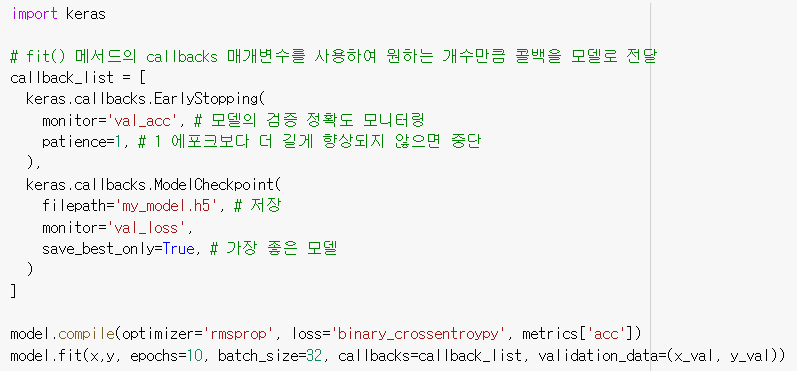 import keras
# fit() 메서드의 callbacks 매개변수를 사용하여 원하는 개수만큼 콜백을 모델로 전달
callback_list = [
  keras.callbacks.EarlyStopping(
    monitor='val_acc', # 모델의 검증 정확도 모니터링
    patience=1, # 1 에포크보다 더 길게 향상되지 않으면 중단
  ),
  keras.callbacks.ModelCheckpoint(
    filepath='my_model.h5', # 저장
    monitor='val_loss',
    save_best_only=True, # 가장 좋은 모델
  )
]
model.compile(optimizer='rmsprop', loss='binary_crossentroypy', metrics['acc'])
model.fit(x,y, epochs=10, batch_size=32, callbacks=callback_list, validation_data=(x_val, y_val))